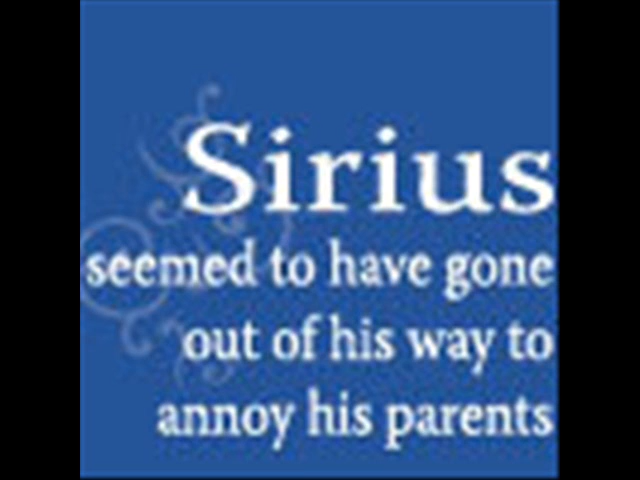 Sirius
seemed to have gone
out of his way to
annoy his parents